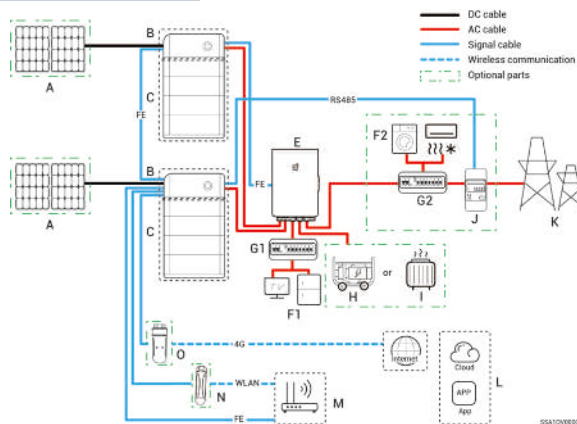 DC cable
AC cable
Signal cable
Wireless communication
Optional parts
A
B
C
FE
RS485
E
F2
FE
G2
J
K
A
B
C
G1
TV
F1
H
or
I
O
4G
Internet
Cloud
L
N
WLAN
M
APP
App
FE